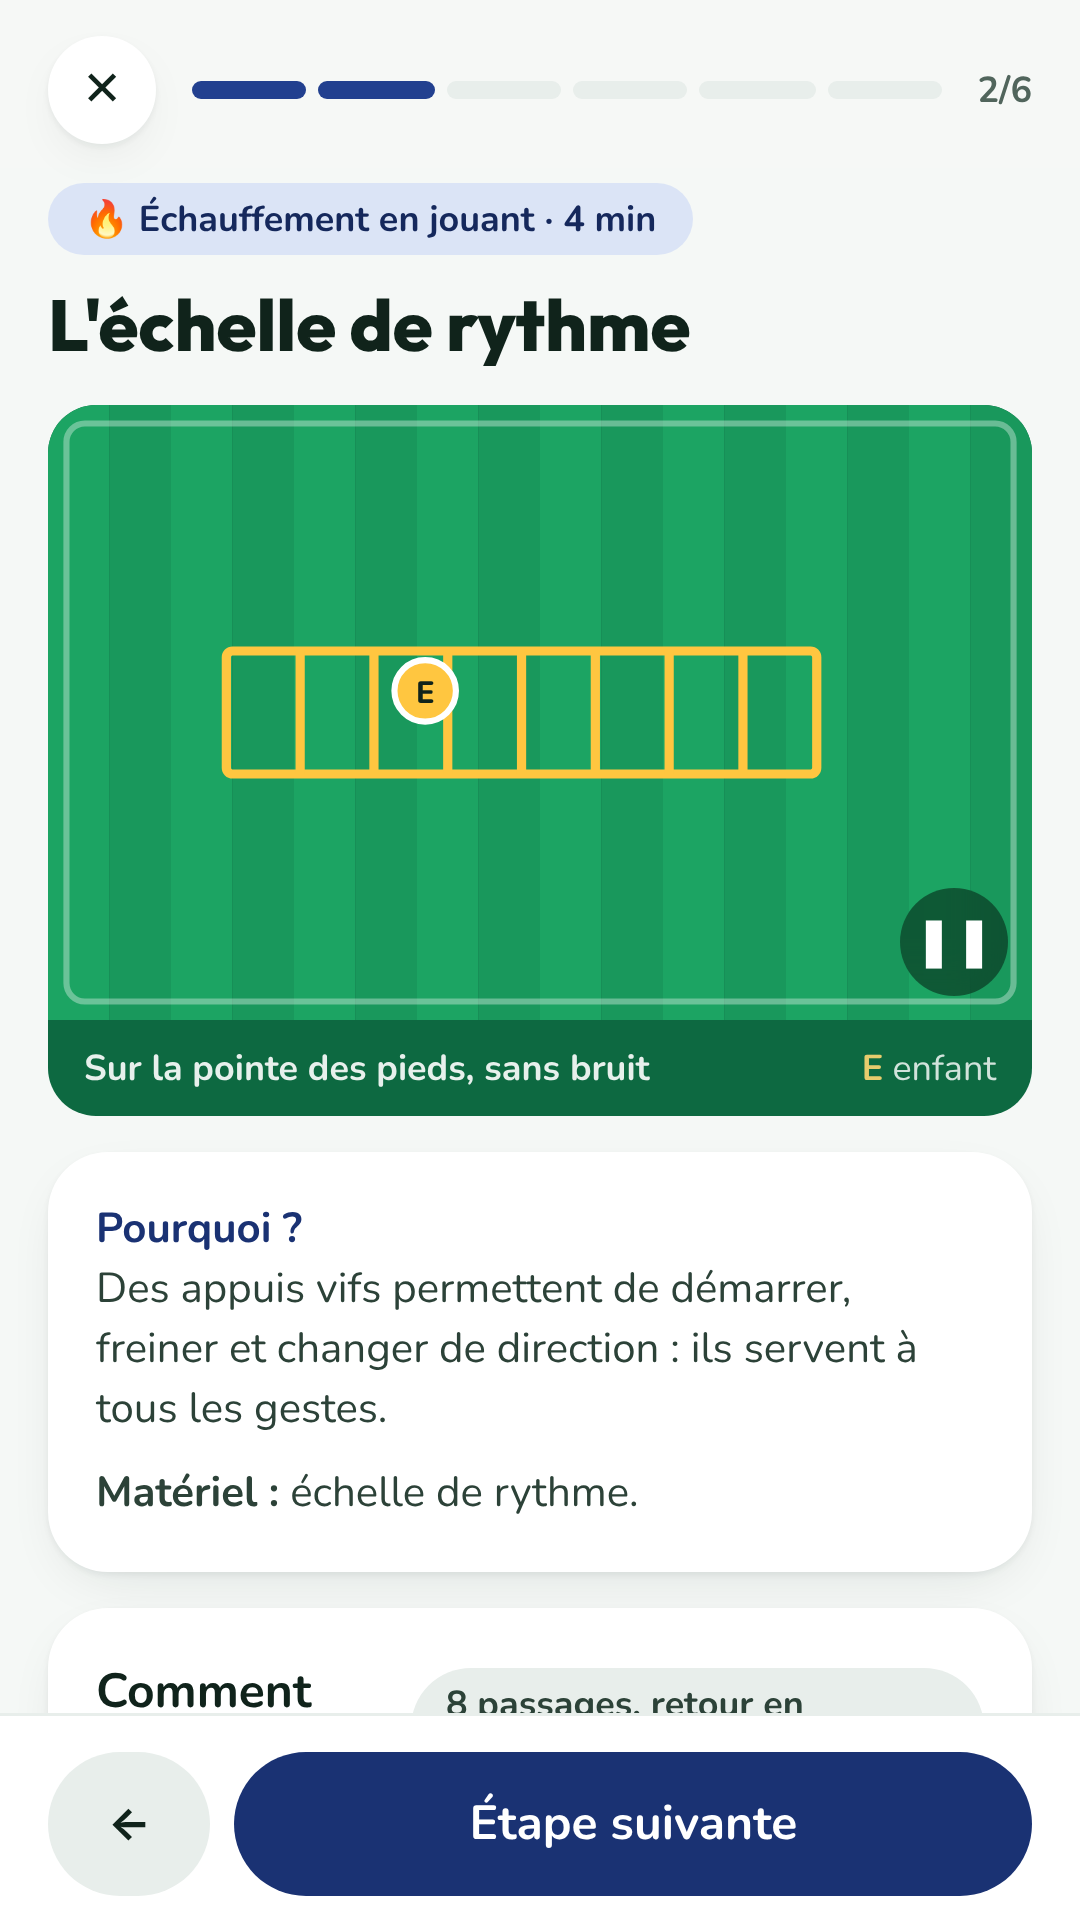 2/6
🔥 Échauffement en jouant · 4 min
L'échelle de rythme
E
Sur la pointe des pieds, sans bruit
E enfant
Pourquoi ?
Des appuis vifs permettent de démarrer,
freiner et changer de direction : ils servent à
tous les gestes.
Matériel : échelle de rythme.
Comment
8 passages, retour en
Étape suivante